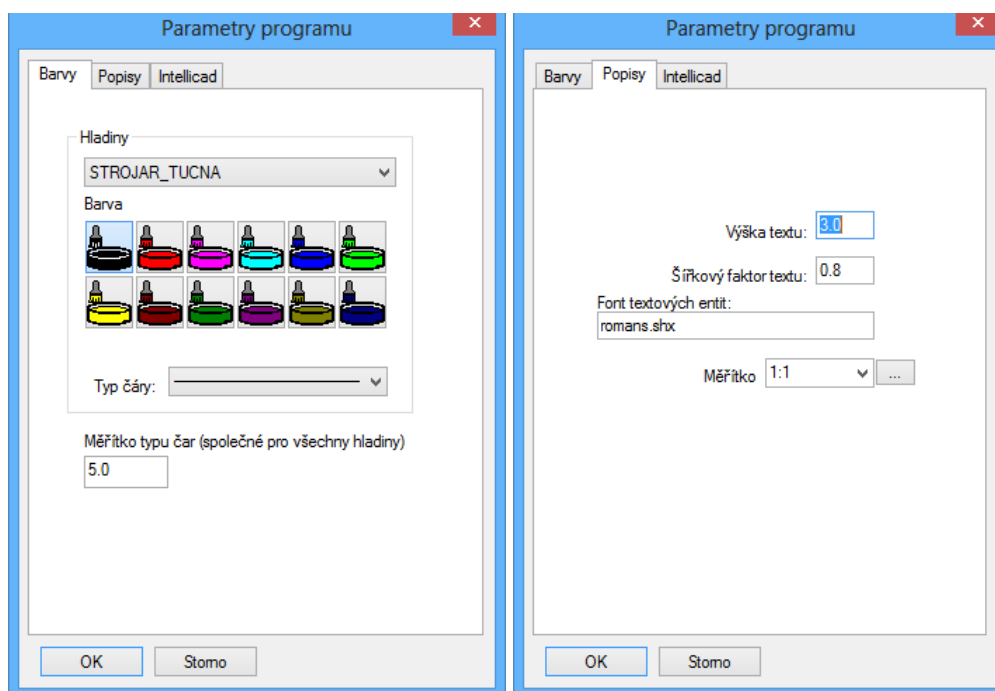 Parametry programu
Barvy Popisy Intellicad
Hladiny
STROJAR_TUCNA
Barva
Typ čáry:
Měřítko typu čar (společné pro všechny hladiny)
5.0
OK Storno
Parametry programu
Barvy Popisy Intellicad
Výška textu: 3.0
Šířkový faktor textu: 0.8
Font textových entit:
romans.shx
Měřítko 1:1 ...
OK Storno